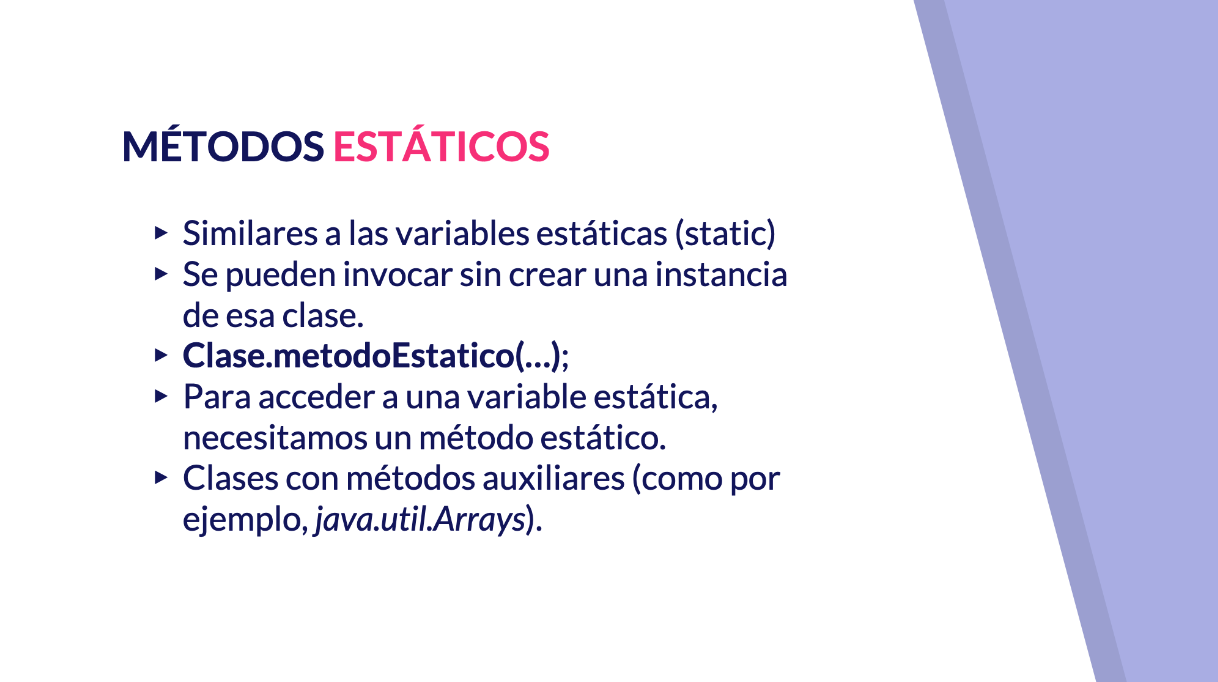 MÉTODOS ESTÁTICOS
▸ Similares a las variables estáticas (static)
▸ Se pueden invocar sin crear una instancia
de esa clase.
▸ Clase.metodoEstatico(…);
▸ Para acceder a una variable estática,
necesitamos un método estático.
▸ Clases con métodos auxiliares (como por
ejemplo, java.util.Arrays).